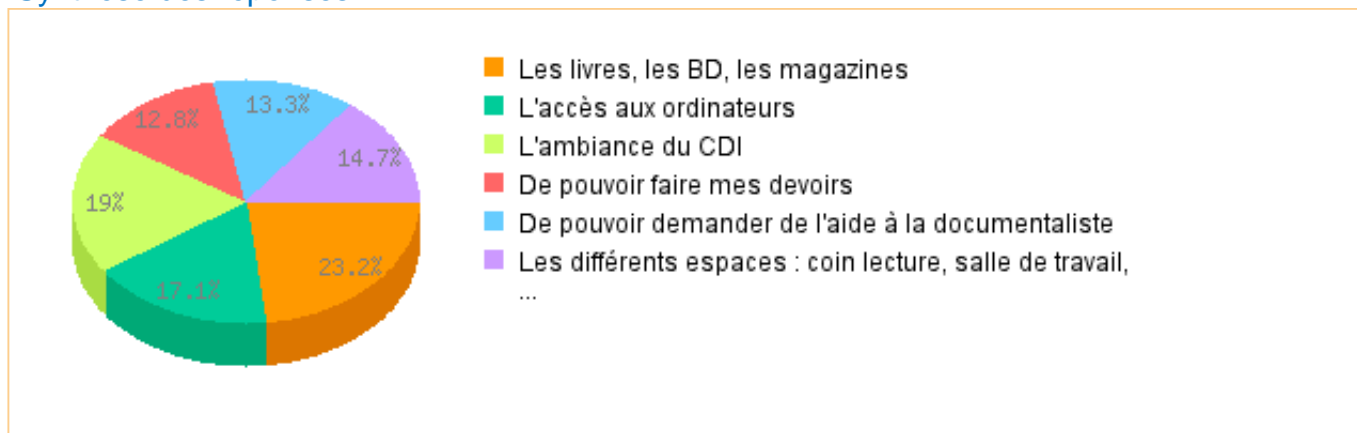 Les livres, les BD, les magazines
L'accès aux ordinateurs
L'ambiance du CDI
De pouvoir faire mes devoirs
De pouvoir demander de l'aide à la documentaliste
Les différents espaces : coin lecture, salle de travail,
...
13.3%
12.8%
14.7%
19%
23.2%
17.1%